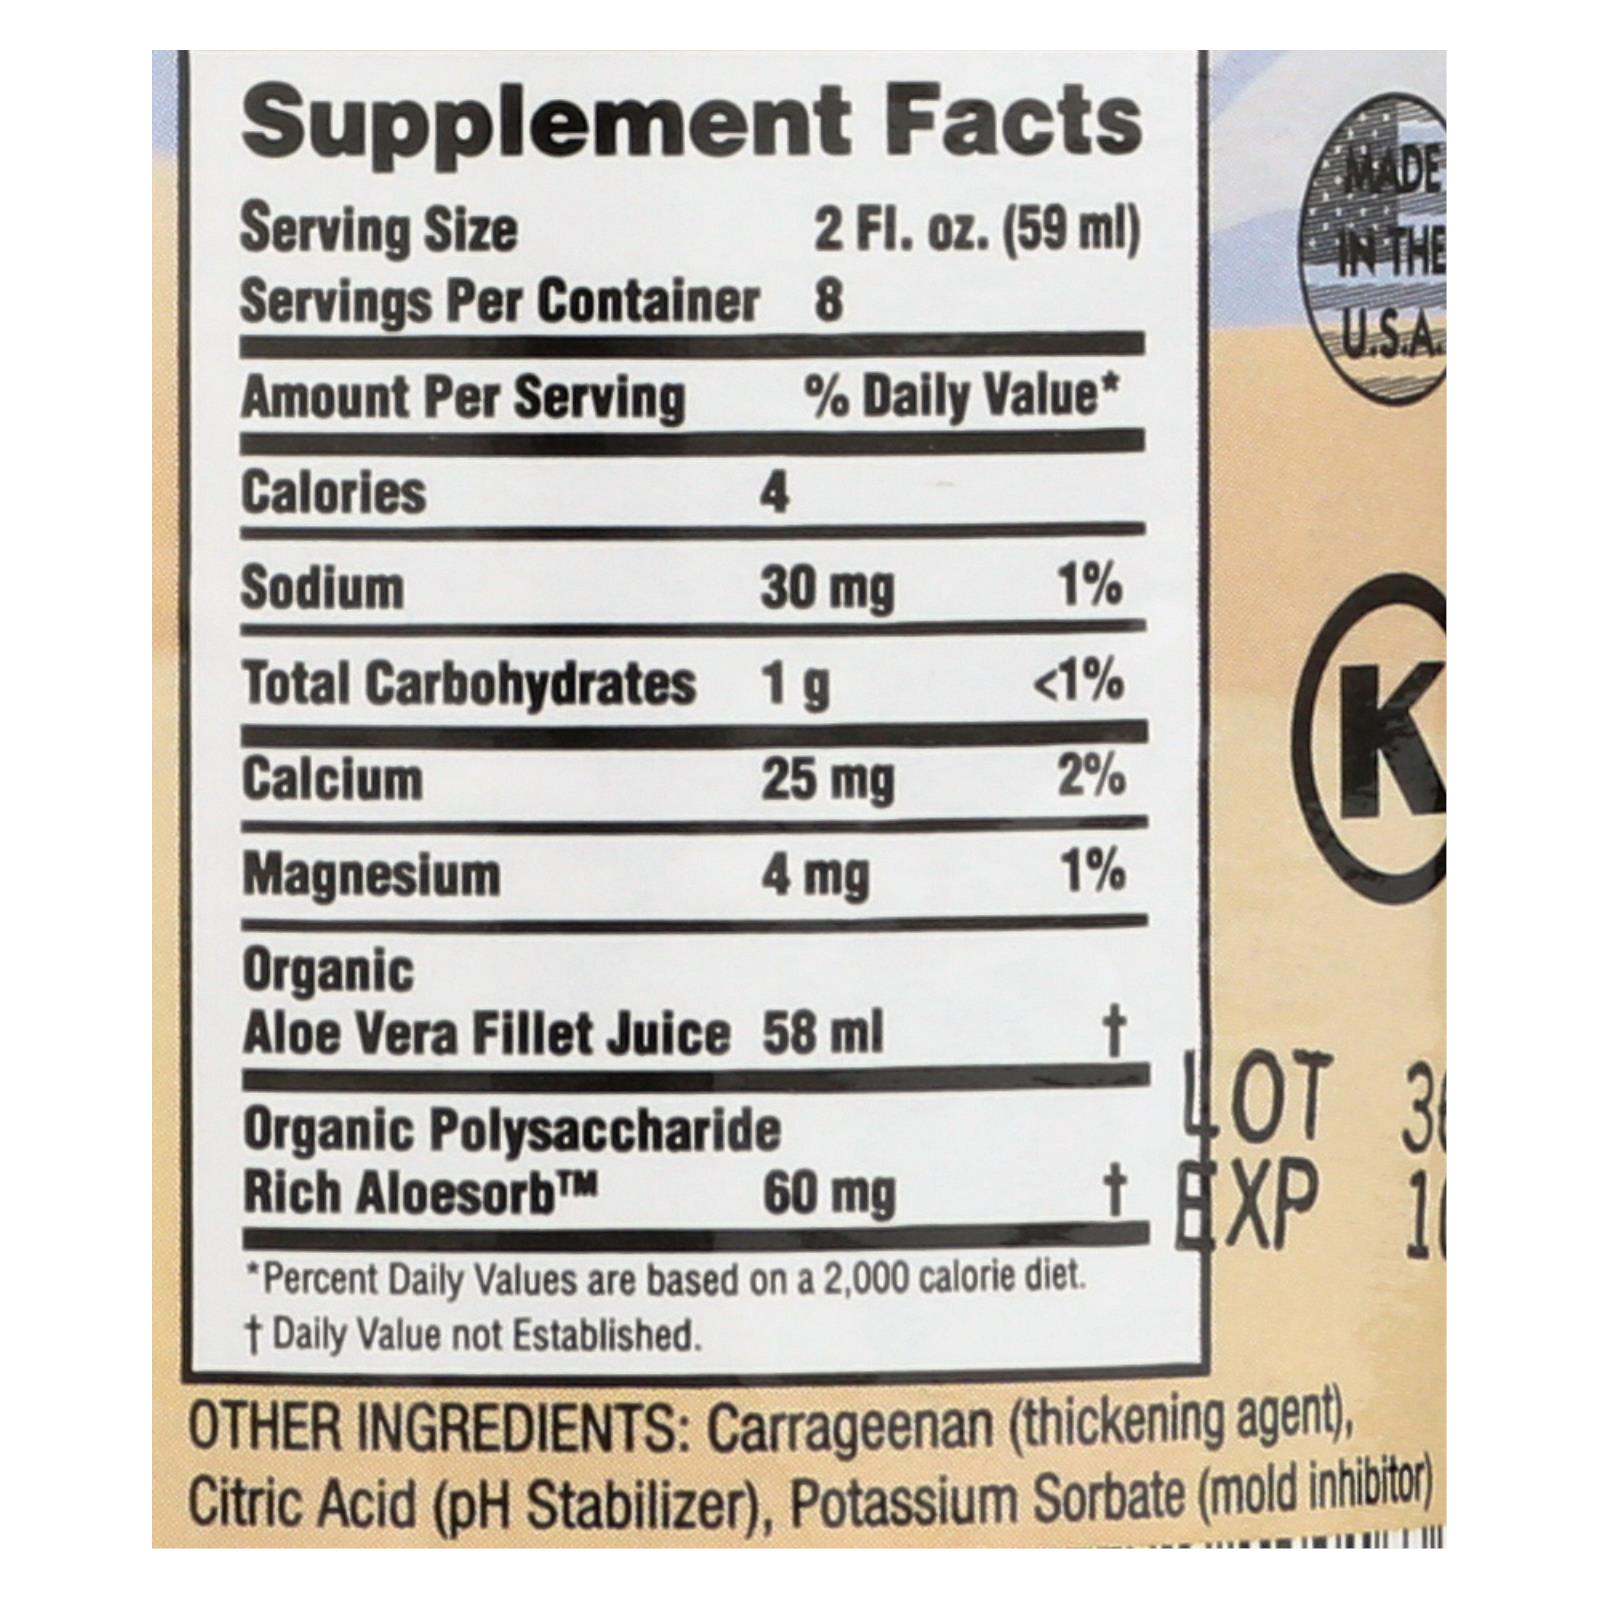 Supplement Facts
Serving Size 2 Fl. oz. (59 ml)
Servings Per Container 8
Amount Per Serving % Daily Value*
Calories 4
Sodium 30 mg 1%
Total Carbohydrates 1 g <1%
Calcium 25 mg 2%
Magnesium 4 mg 1%
Organic
Aloe Vera Fillet Juice 58 ml †
Organic Polysaccharide
Rich Aloesorb™ 60 mg †
*Percent Daily Values are based on a 2,000 calorie diet.
† Daily Value not Established.
OTHER INGREDIENTS: Carrageenan (thickening agent),
Citric Acid (pH Stabilizer), Potassium Sorbate (mold inhibitor)
MADE
IN THE
U.S.A.
K
LOT
EXP